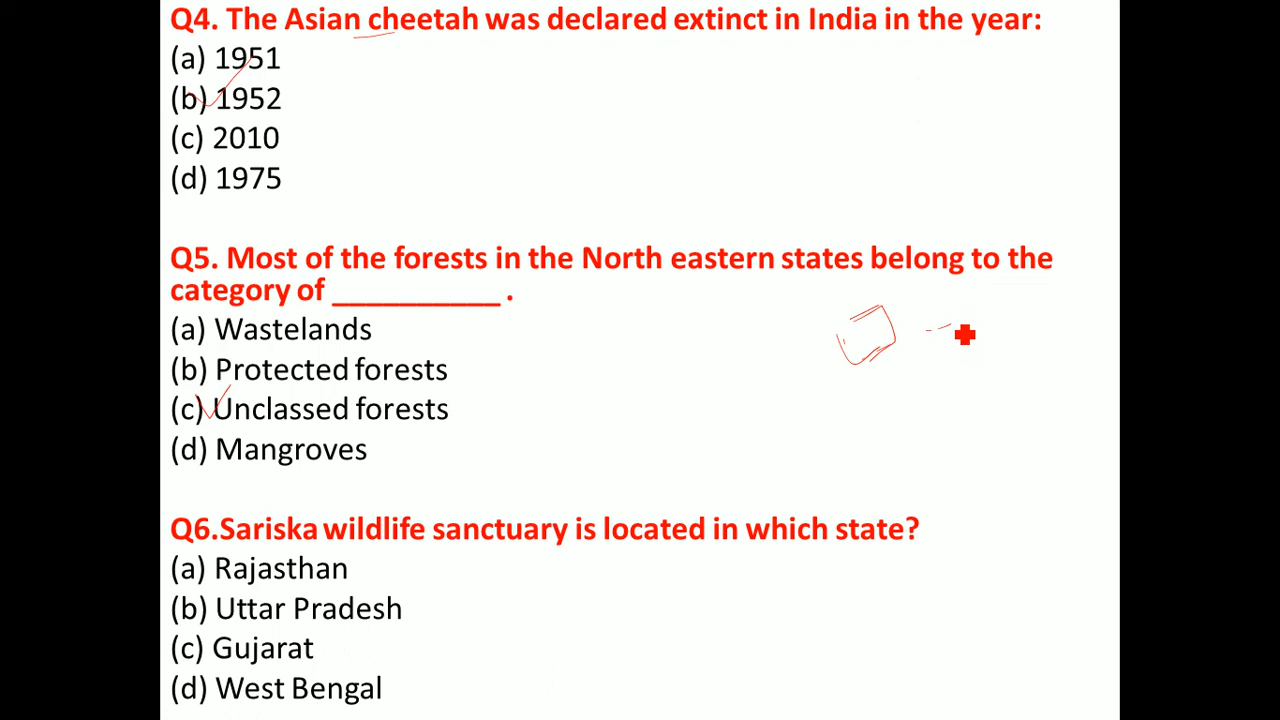 Q4. The Asian cheetah was declared extinct in India in the year:
(a) 1951
(b) 1952
(c) 2010
(d) 1975
Q5. Most of the forests in the North eastern states belong to the
category of __________ .
(a) Wastelands
(b) Protected forests
(c) Unclassed forests
(d) Mangroves
Q6.Sariska wildlife sanctuary is located in which state?
(a) Rajasthan
(b) Uttar Pradesh
(c) Gujarat
(d) West Bengal